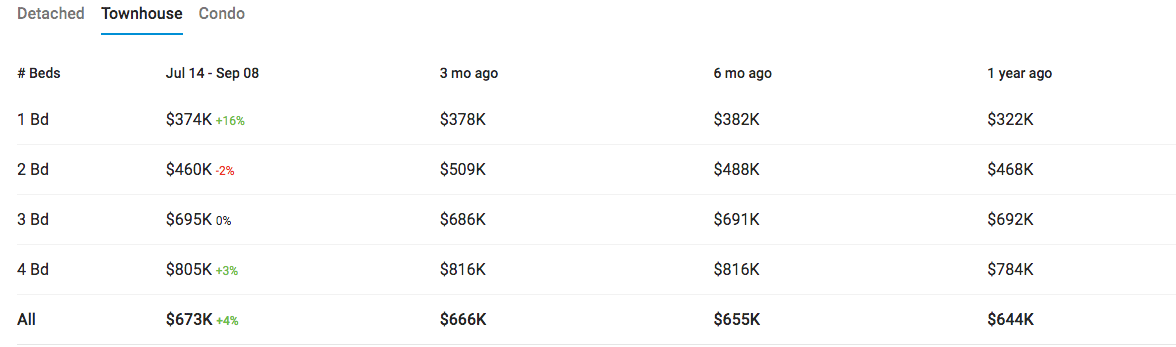 Detached Townhouse Condo
# Beds Jul 14 - Sep 08 3 mo ago 6 mo ago 1 year ago
1 Bd $374K +16% $378K $382K $322K
2 Bd $460K -2% $509K $488K $468K
3 Bd $695K 0% $686K $691K $692K
4 Bd $805K +3% $816K $816K $784K
All $673K +4% $666K $655K $644K